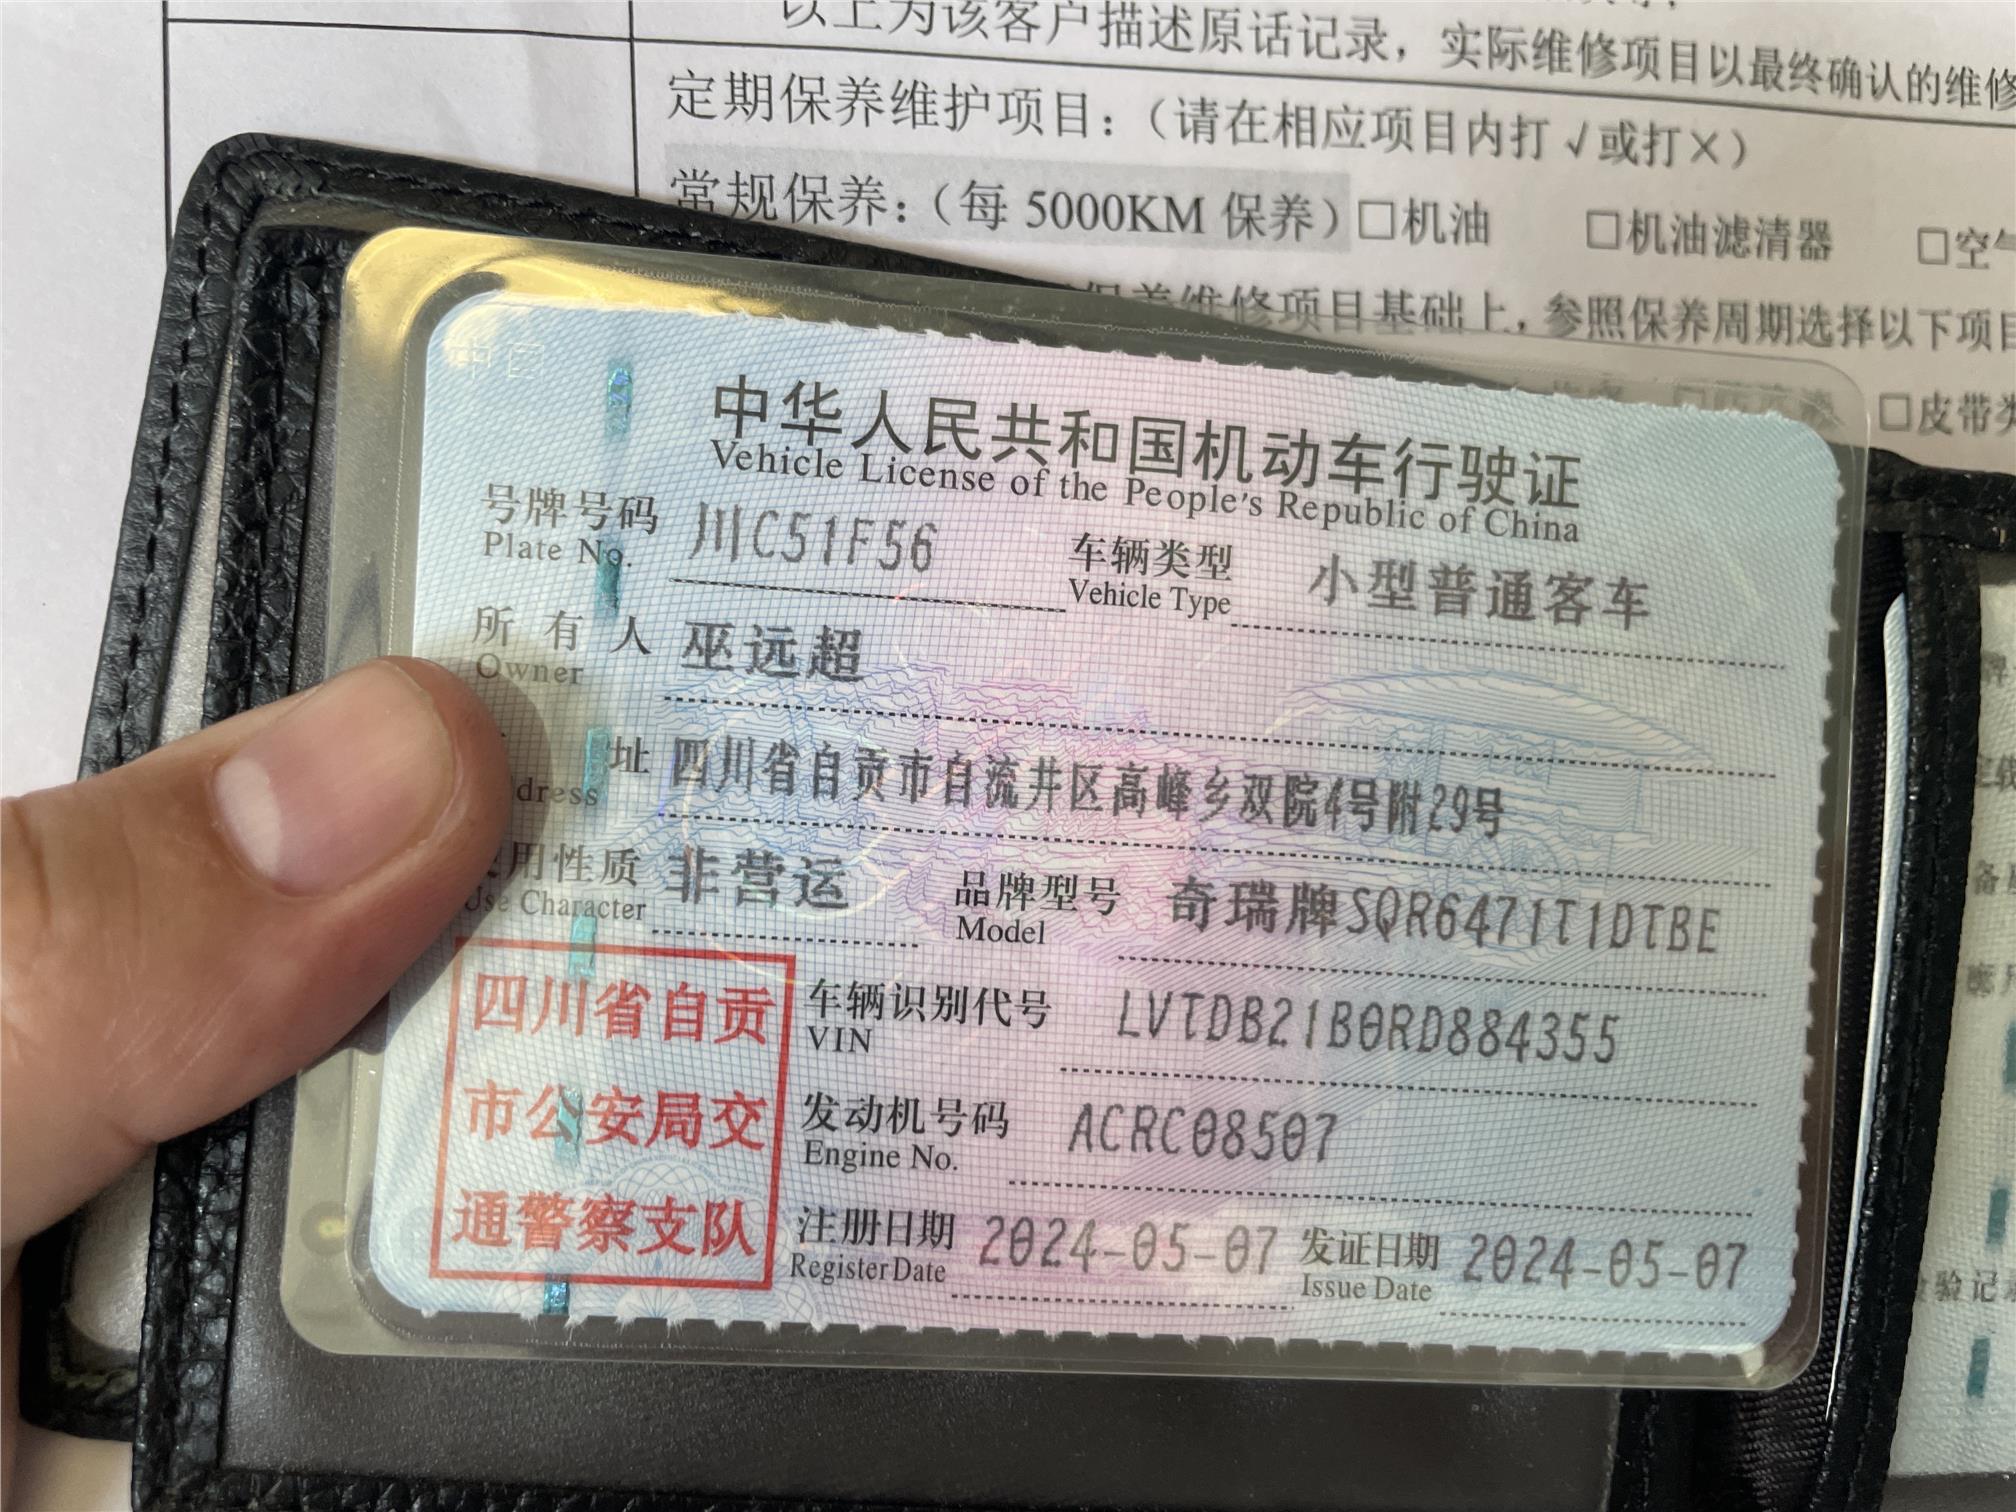 以上为该客户描述原话记录，实际维修项目以最终确认的维修
定期保养维护项目：（请在相应项目内打√或打×）
常规保养：（每 5000KM 保养）□机油 □机油滤清器 □空气
保养维修项目基础上，参照保养周期选择以下项目
□皮带类
中华人民共和国机动车行驶证
Vehicle License of the People's Republic of China
号牌号码 川C51F56 车辆类型 小型普通客车
Plate No. Vehicle Type
所有人 巫远超
Owner
址 四川省自贡市自流井区高峰乡双院4号附29号
dress
用性质 非营运 品牌型号 奇瑞牌SQR6471T1DTBE
Use Character Model
四川省自贡
市公安局交
通警察支队
车辆识别代号 LVTDB21B0RD884355
VIN
发动机号码 ACRC08507
Engine No.
注册日期 2024-05-07 发证日期 2024-05-07
Register Date Issue Date
验记